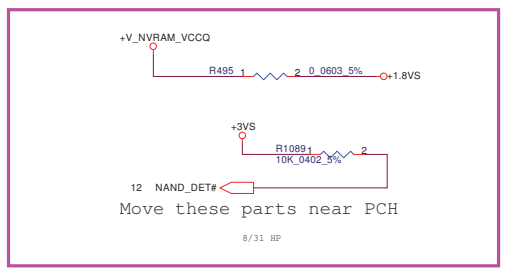 +V_NVRAM_VCCQ
R495 1 2 0_0603_5%
+1.8VS
+3VS
R1089 1 2
10K_0402_5%
12 NAND_DET#
Move these parts near PCH
8/31 HP